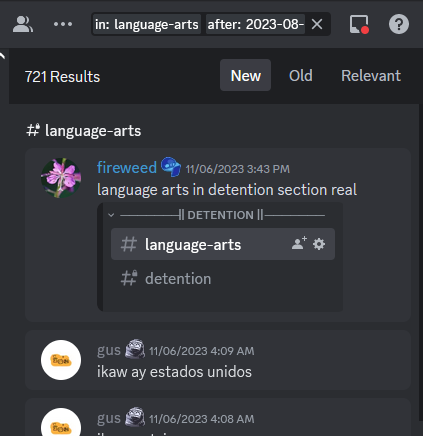 in: language-arts after: 2023-08-
721 Results New Old Relevant
language-arts
fireweed 11/06/2023 3:43 PM
language arts in detention section real
|| DETENTION ||
language-arts
detention
gus 11/06/2023 4:09 AM
ikaw ay estados unidos
gus 11/06/2023 4:08 AM